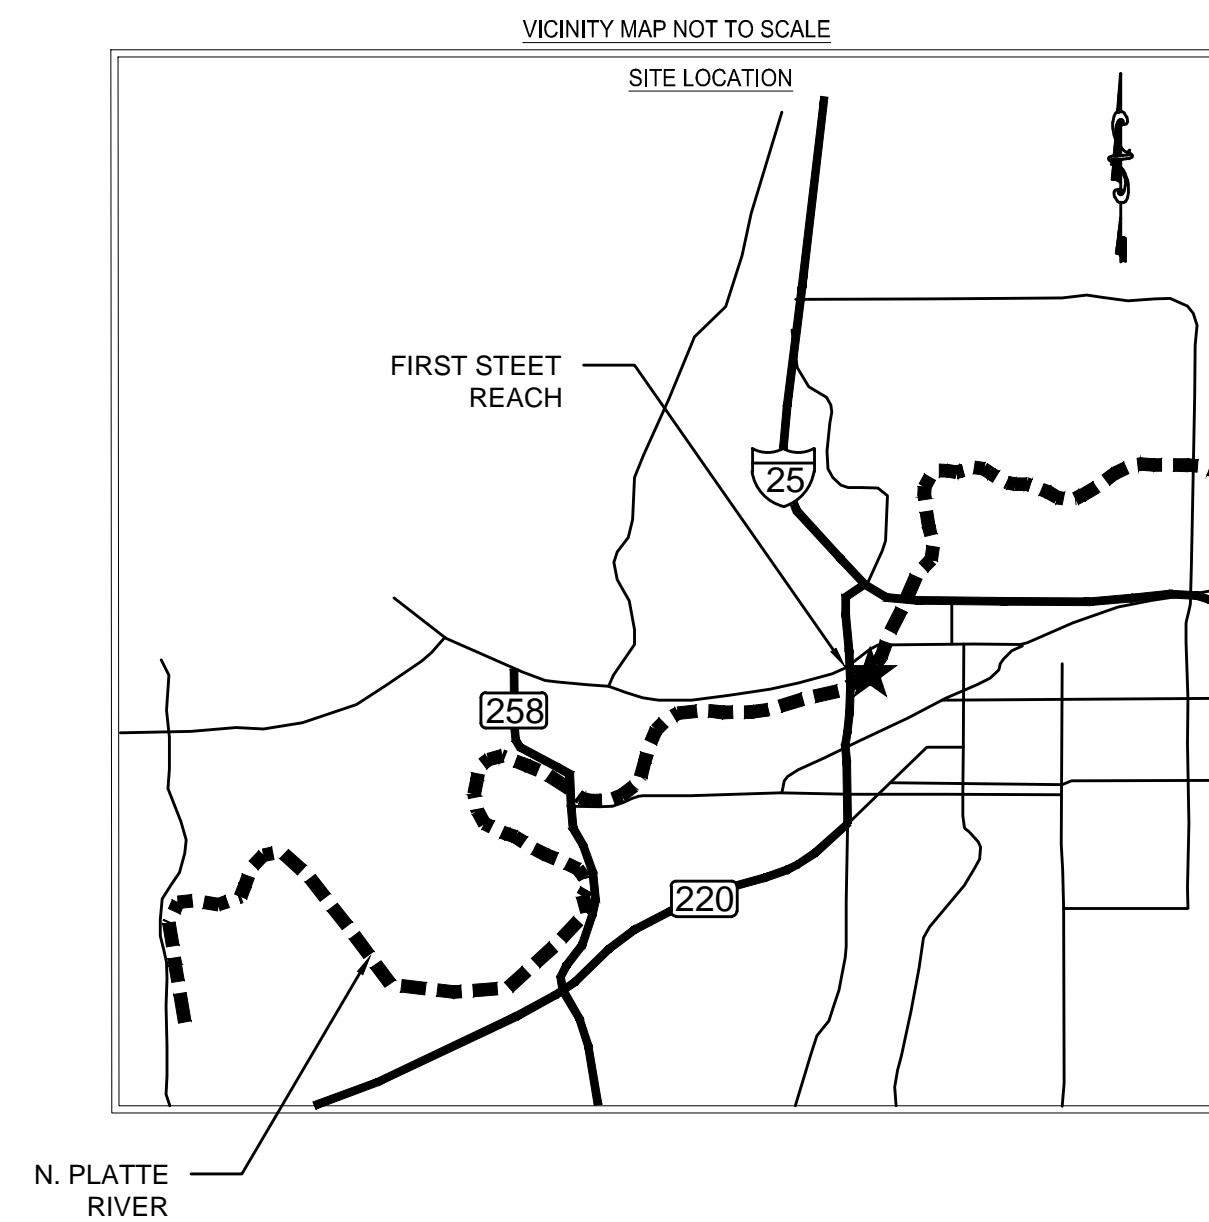 VICINITY MAP NOT TO SCALE
SITE LOCATION
FIRST STEET
REACH
25
258
220
N. PLATTE
RIVER